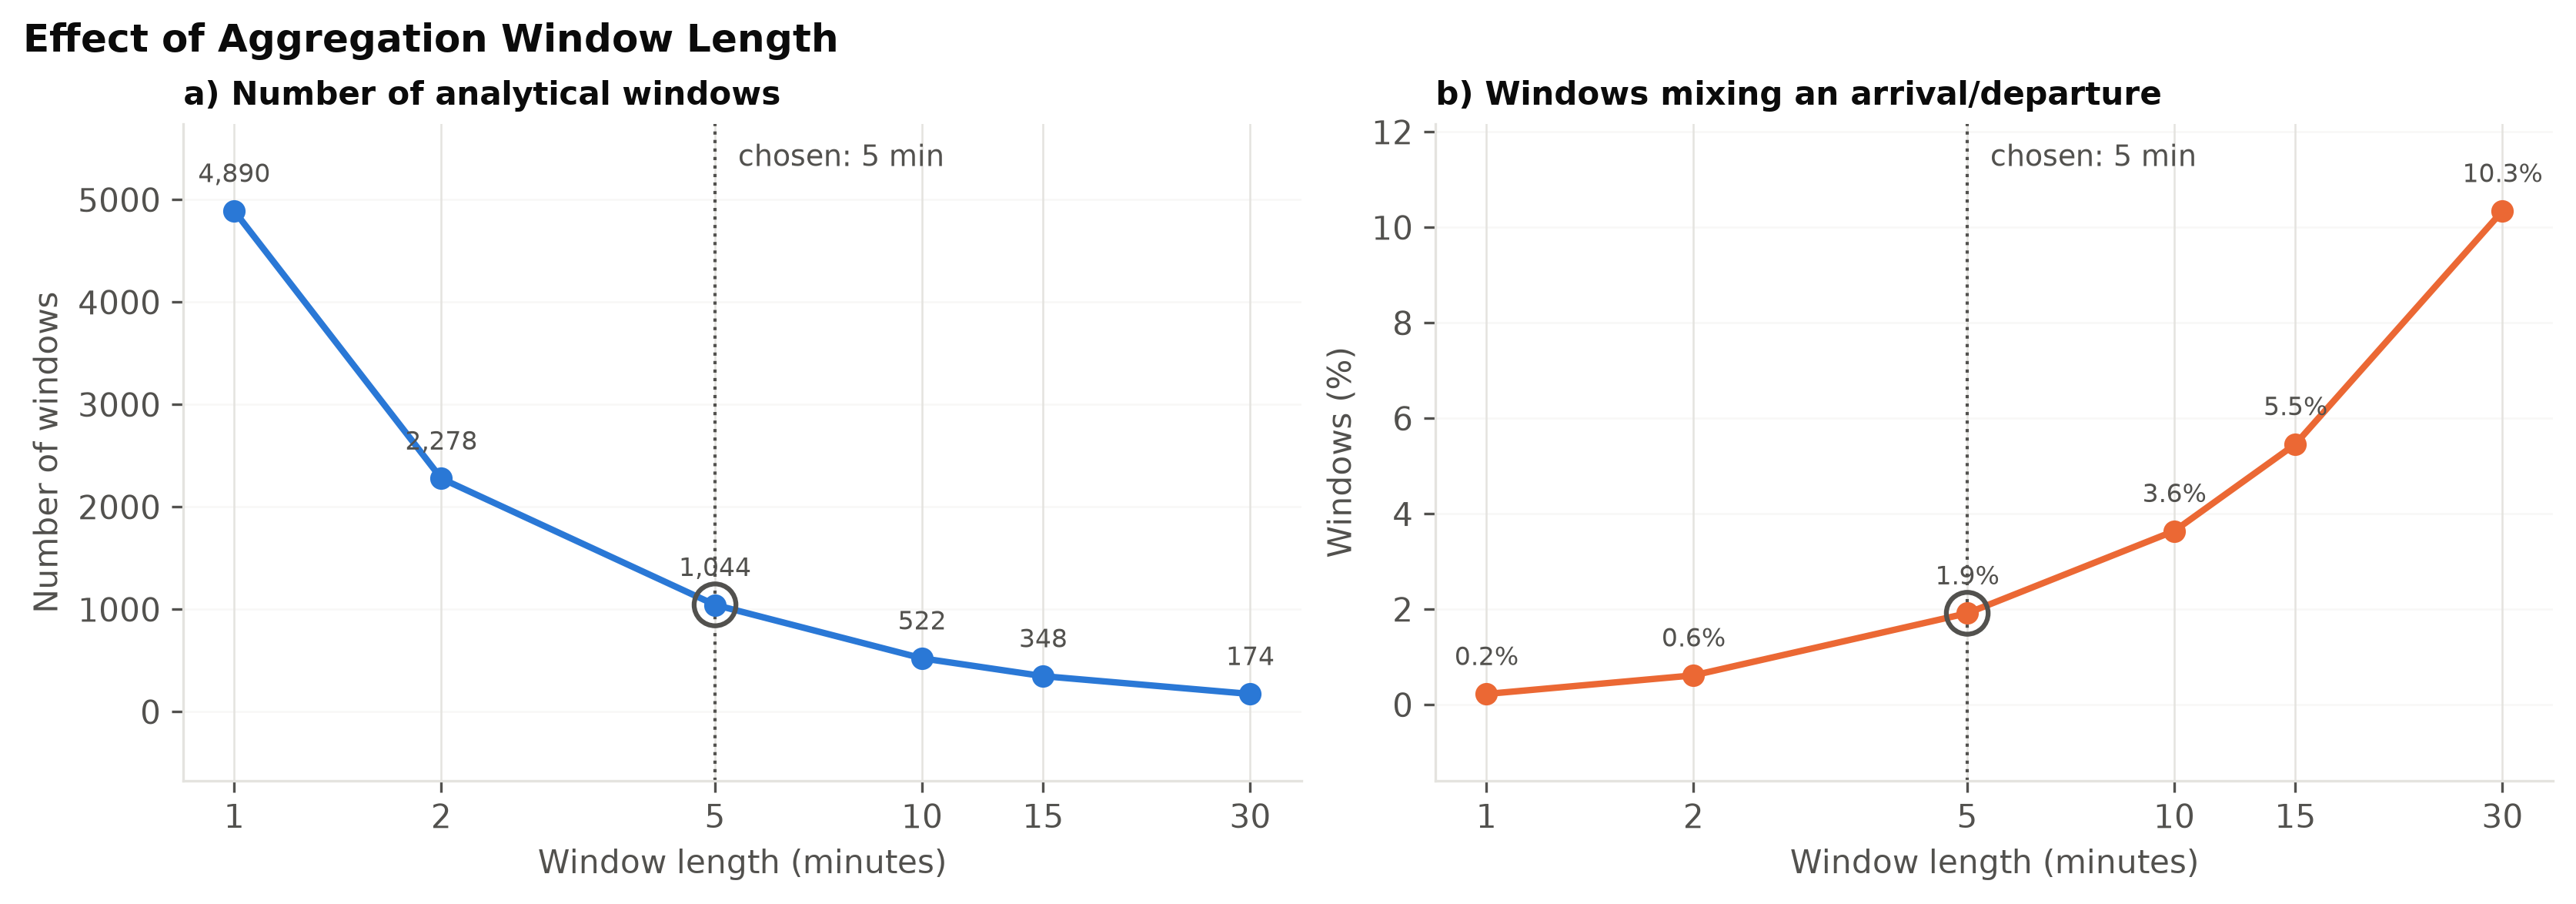 Effect of Aggregation Window Length
a) Number of analytical windows
Number of windows
5000
4000
3000
2000
1000
0
4,890
2,278
1,044
522
348
174
chosen: 5 min
1 2 5 10 15 30
Window length (minutes)
b) Windows mixing an arrival/departure
Windows (%)
12
10
8
6
4
2
0
0.2%
0.6%
1.9%
3.6%
5.5%
10.3%
chosen: 5 min
1 2 5 10 15 30
Window length (minutes)